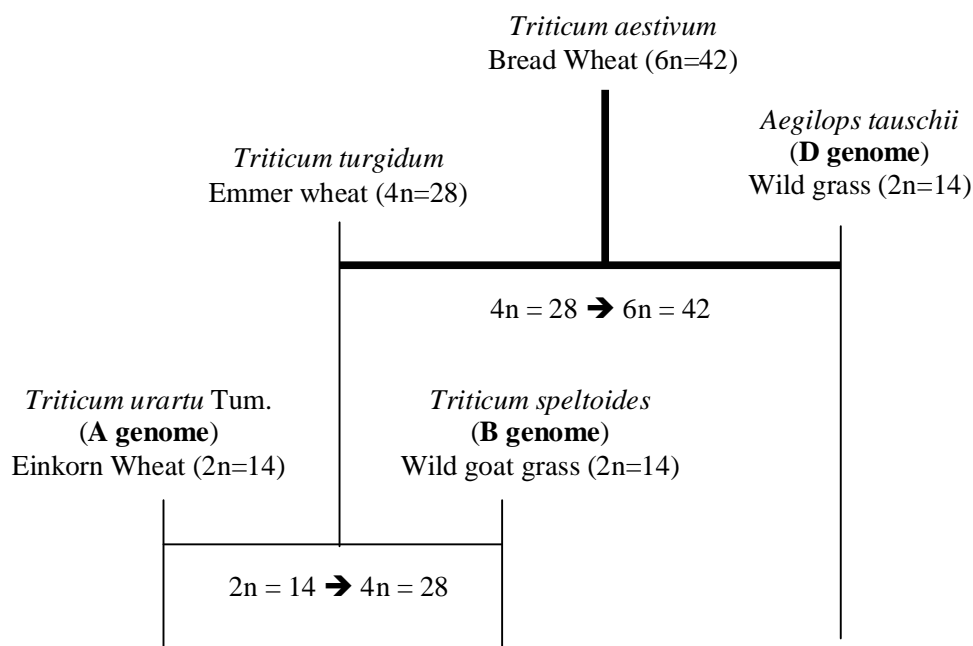 Triticum aestivum
Bread Wheat (6n=42)
Aegilops tauschii
(D genome)
Wild grass (2n=14)
Triticum turgidum
Emmer wheat (4n=28)
4n = 28 ➔ 6n = 42
Triticum urartu Tum.
(A genome)
Einkorn Wheat (2n=14)
Triticum speltoides
(B genome)
Wild goat grass (2n=14)
2n = 14 ➔ 4n = 28